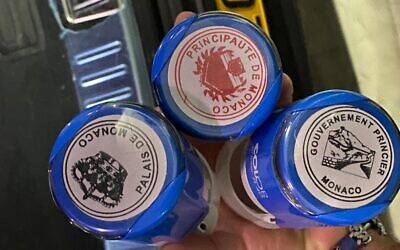 PRINCIPAUTE DE MONACO
PALAIS DE MONACO
GOUVERNEMENT PRINCIER
MONACO